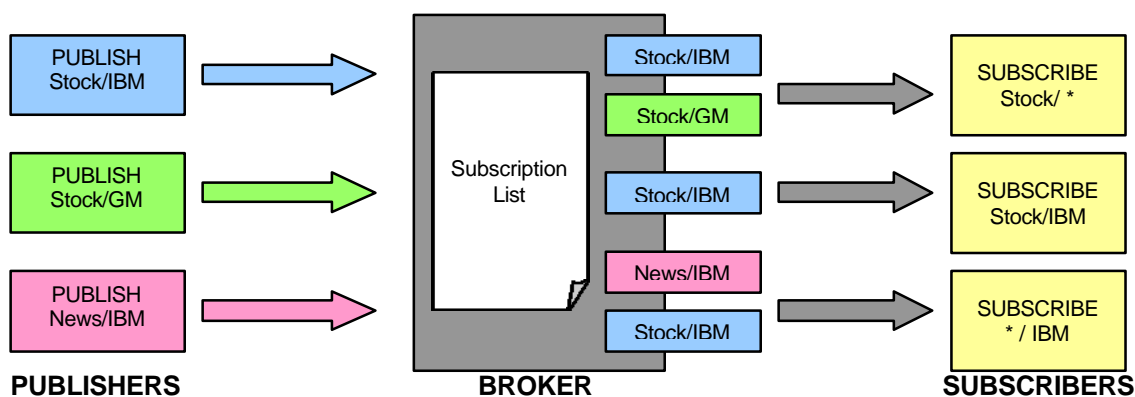 PUBLISH
Stock/IBM
PUBLISH
Stock/GM
PUBLISH
News/IBM
PUBLISHERS
Subscription
List
Stock/IBM
Stock/GM
Stock/IBM
News/IBM
Stock/IBM
BROKER
SUBSCRIBE
Stock/ *
SUBSCRIBE
Stock/IBM
SUBSCRIBE
* / IBM
SUBSCRIBERS